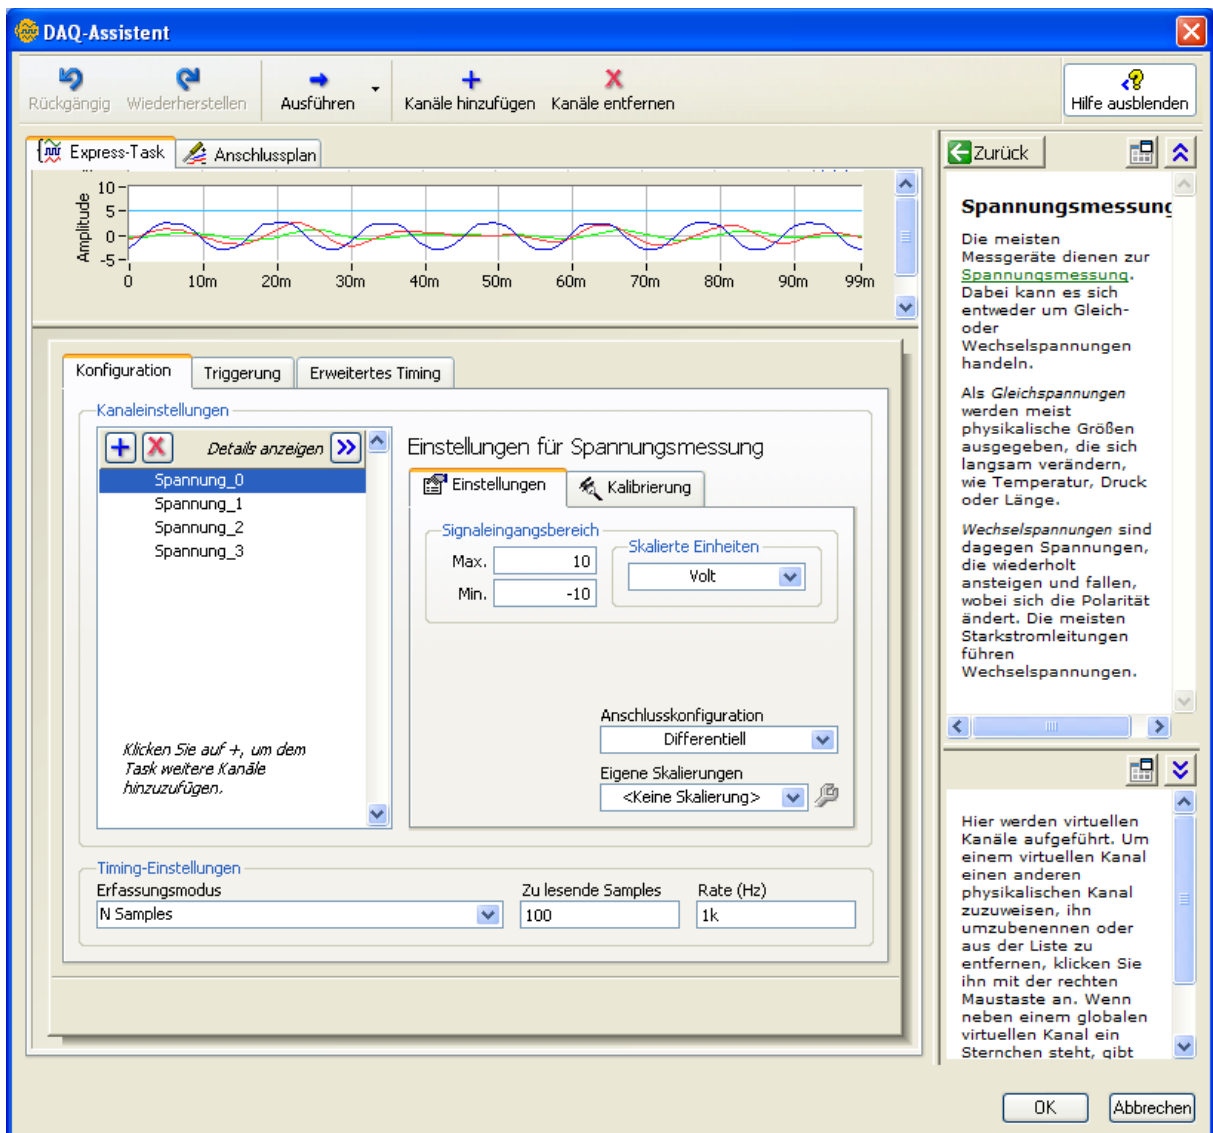 DAQ-Assistent
Rückgängig
Wiederherstellen
Ausführen
Kanäle hinzufügen
Kanäle entfernen
Hilfe ausblenden
Express-Task
Anschlussplan
Amplitude
10
5
0
-5
0 10m 20m 30m 40m 50m 60m 70m 80m 90m 99m
Konfiguration
Triggerung
Erweitertes Timing
Kanaleinstellungen
Details anzeigen
Spannung_0
Spannung_1
Spannung_2
Spannung_3
Klicken Sie auf +, um dem
Task weitere Kanäle
hinzuzufügen.
Einstellungen für Spannungsmessung
Einstellungen
Kalibrierung
Signaleingangsbereich
Max. 10
Min. -10
Skalierte Einheiten
Volt
Anschlusskonfiguration
Differentiell
Eigene Skalierungen
<Keine Skalierung>
Timing-Einstellungen
Erfassungsmodus
N Samples
Zu lesende Samples
100
Rate (Hz)
1k
Zurück
Spannungsmessung
Die meisten
Messgeräte dienen zur
Spannungsmessung.
Dabei kann es sich
entweder um Gleich-
oder
Wechselspannungen
handeln.
Als Gleichspannungen
werden meist
physikalische Größen
ausgegeben, die sich
langsam verändern,
wie Temperatur, Druck
oder Länge.
Wechselspannungen sind
dagegen Spannungen,
die wiederholt
ansteigen und fallen,
wobei sich die Polarität
ändert. Die meisten
Starkstromleitungen
führen
Wechselspannungen.
Hier werden virtuellen
Kanäle aufgeführt. Um
einem virtuellen Kanal
einen anderen
physikalischen Kanal
zuzuweisen, ihn
umzubenennen oder
aus der Liste zu
entfernen, klicken Sie
ihn mit der rechten
Maustaste an. Wenn
neben einem globalen
virtuellen Kanal ein
Sternchen steht, gibt
OK
Abbrechen